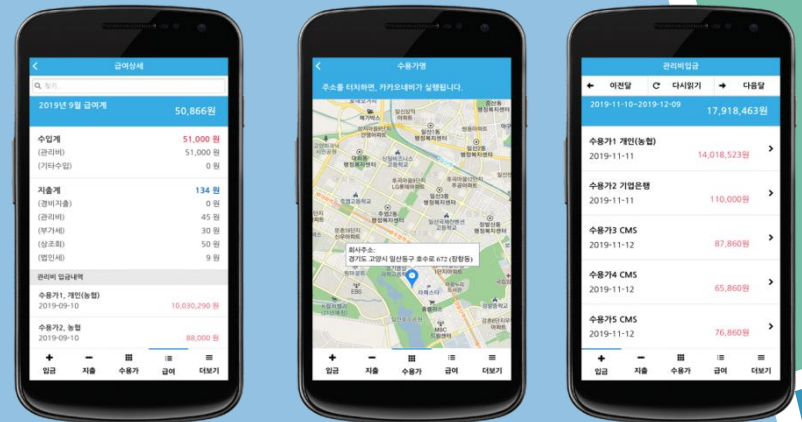 급여상세
찾기..
2019년 9월 급여계
50,866원
수입계 51,000 원
(관리비) 51,000 원
(기타수입) 0 원
지출계 134 원
(경비지출) 0 원
(관리비) 45 원
(부가세) 30 원
(상조회) 50 원
(법인세) 9 원
관리비 입금내역
수용가1, 개인(농협)
2019-09-10 10,030,290 원
수용가2, 농협
2019-09-10 88,000 원
입금 지출 수용가 급여 더보기
수용가명
주소를 터치하면, 카카오네비가 실행됩니다.
회사주소:
경기도 고양시 일산동구 호수로 672 (장항동)
EBS
MBC
입금 지출 수용가 급여 더보기
관리비입금
이전달 다시읽기 다음달
2019-11-10~2019-12-09
17,918,463원
수용가1 개인(농협)
2019-11-11 14,018,523원
수용가2 기업은행
2019-11-11 110,000원
수용가3 CMS
2019-11-12 87,860원
수용가4 CMS
2019-11-12 65,860원
수용가5 CMS
2019-11-12 76,860원
입금 지출 수용가 급여 더보기